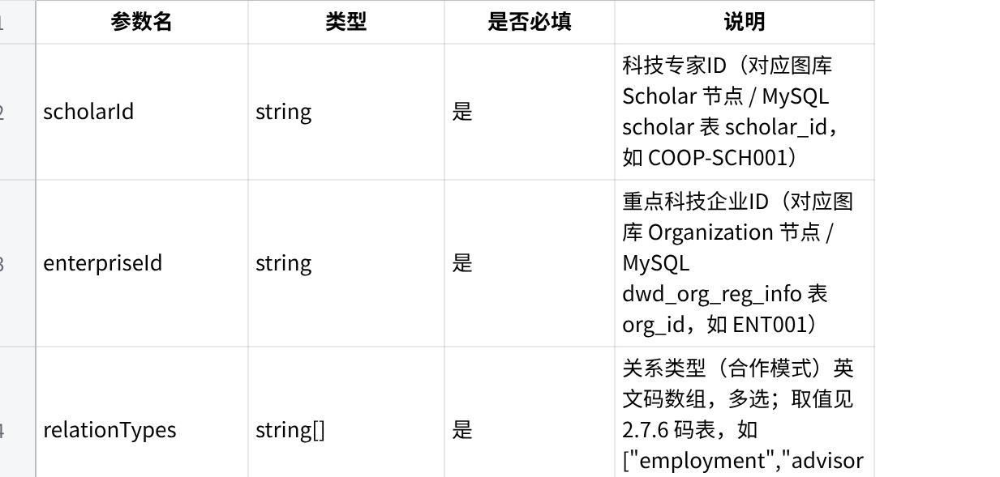 参数名 类型 是否必填 说明
科技专家ID（对应图库
Scholar 节点 / MySQL
scholar 表 scholar_id，
如 COOP-SCH001）
scholarId string 是
重点科技企业ID（对应图
库 Organization 节点 /
MySQL
dwd_org_reg_info 表
org_id，如 ENT001）
enterpriseId string 是
关系类型（合作模式）英
文码数组，多选；取值见
2.7.6 码表，如
["employment","advisor
relationTypes string[] 是